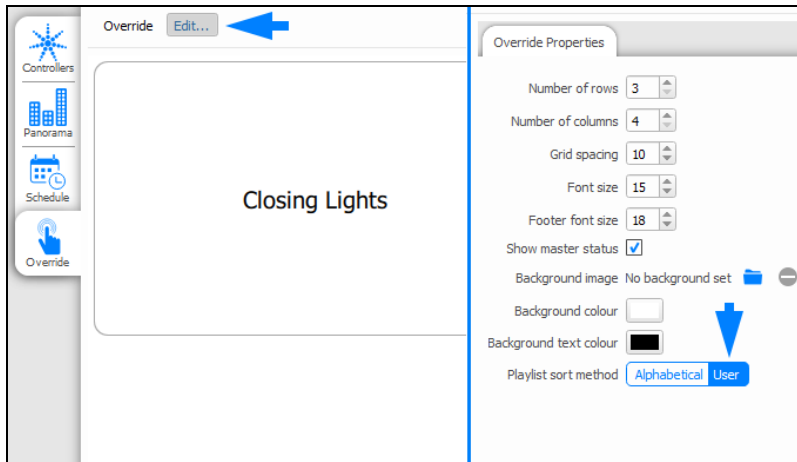 Controllers
Panorama
Schedule
Override
Override Edit...
Closing Lights
Override Properties
Number of rows 3
Number of columns 4
Grid spacing 10
Font size 15
Footer font size 18
Show master status
Background image No background set
Background colour
Background text colour
Playlist sort method Alphabetical User